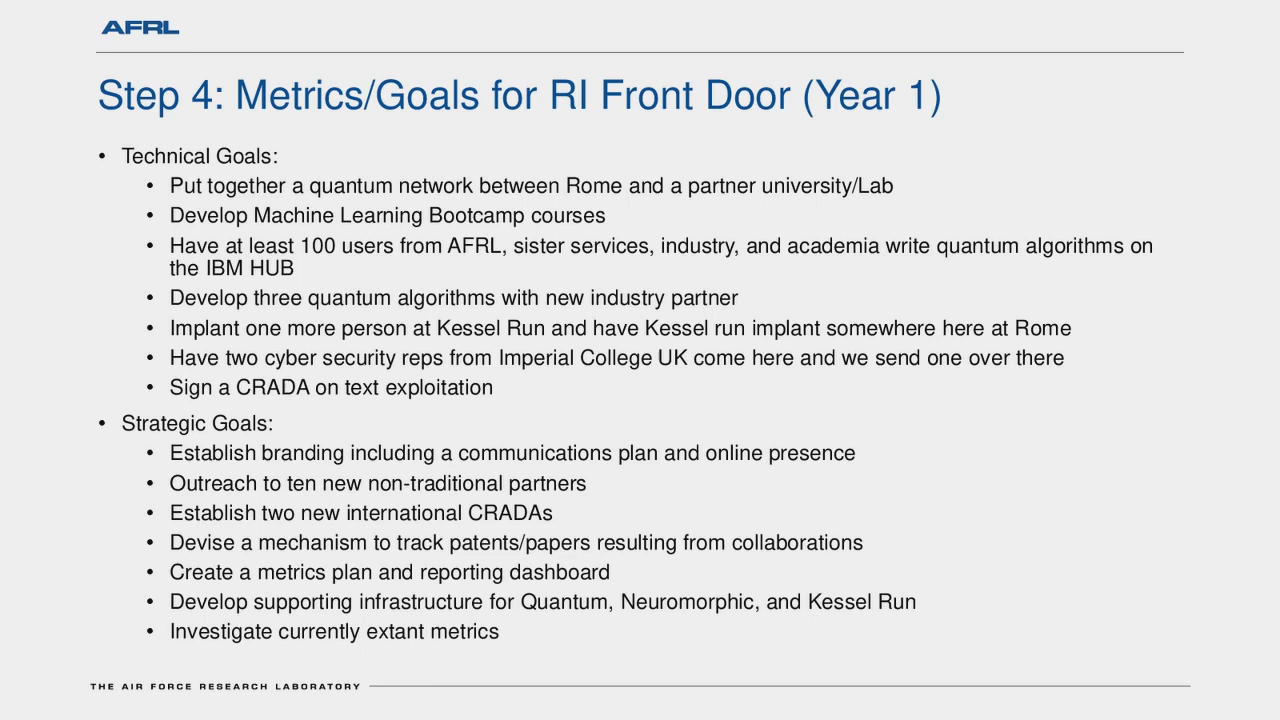 AFRL
Step 4: Metrics/Goals for RI Front Door (Year 1)
• Technical Goals:
• Put together a quantum network between Rome and a partner university/Lab
• Develop Machine Learning Bootcamp courses
• Have at least 100 users from AFRL, sister services, industry, and academia write quantum algorithms on
the IBM HUB
• Develop three quantum algorithms with new industry partner
• Implant one more person at Kessel Run and have Kessel run implant somewhere here at Rome
• Have two cyber security reps from Imperial College UK come here and we send one over there
• Sign a CRADA on text exploitation
• Strategic Goals:
• Establish branding including a communications plan and online presence
• Outreach to ten new non-traditional partners
• Establish two new international CRADAs
• Devise a mechanism to track patents/papers resulting from collaborations
• Create a metrics plan and reporting dashboard
• Develop supporting infrastructure for Quantum, Neuromorphic, and Kessel Run
• Investigate currently extant metrics
THE AIR FORCE RESEARCH LABORATORY